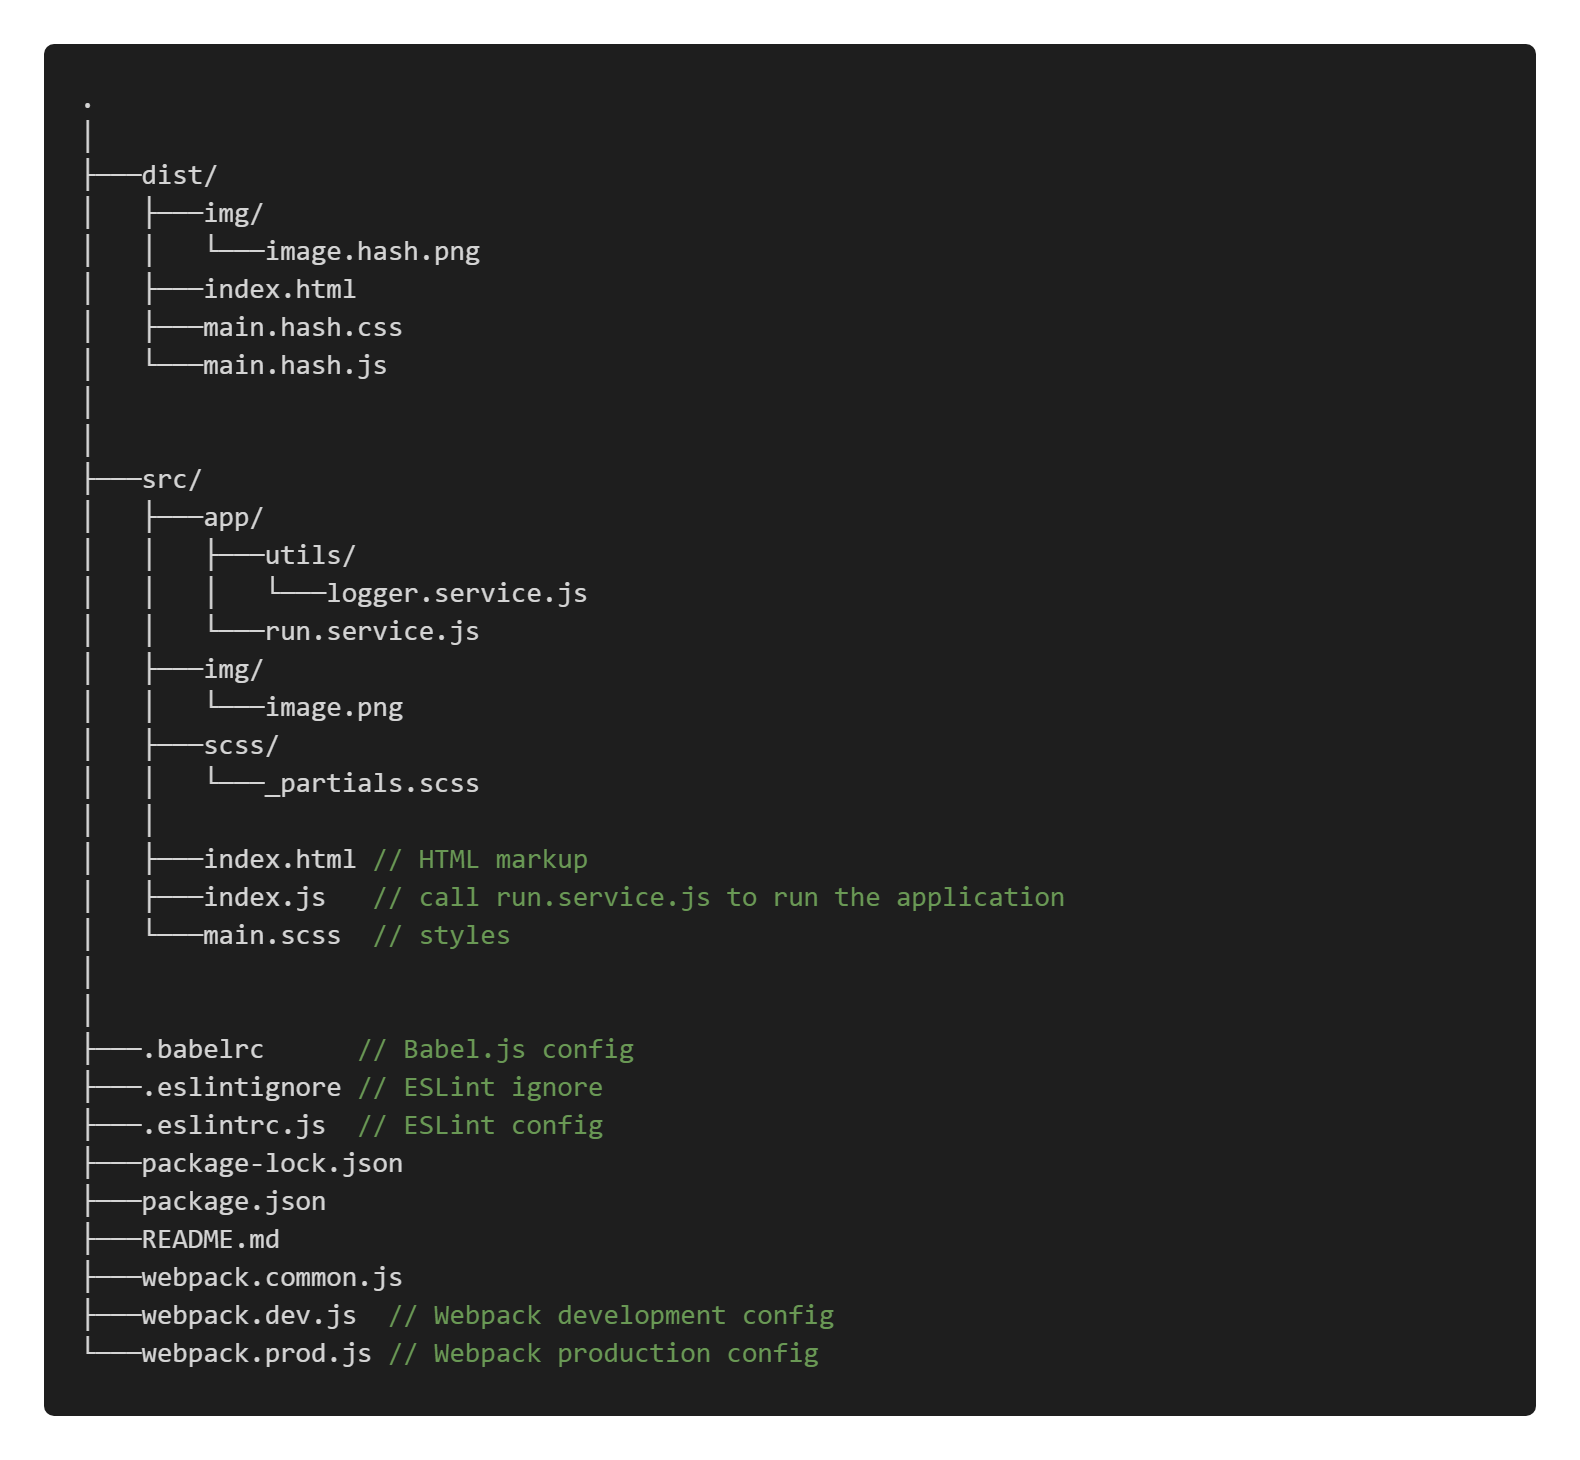 .
│
├───dist/
│   ├───img/
│   │   └───image.hash.png
│   ├───index.html
│   ├───main.hash.css
│   └───main.hash.js
│
│
├───src/
│   ├───app/
│   │   ├───utils/
│   │   │   └───logger.service.js
│   │   └───run.service.js
│   ├───img/
│   │   └───image.png
│   ├───scss/
│   │   └───_partials.scss
│   │
│   ├───index.html // HTML markup
│   ├───index.js   // call run.service.js to run the application
│   └───main.scss  // styles
│
│
├───.babelrc      // Babel.js config
├───.eslintignore // ESLint ignore
├───.eslintrc.js  // ESLint config
├───package-lock.json
├───package.json
├───README.md
├───webpack.common.js
├───webpack.dev.js  // Webpack development config
└───webpack.prod.js // Webpack production config